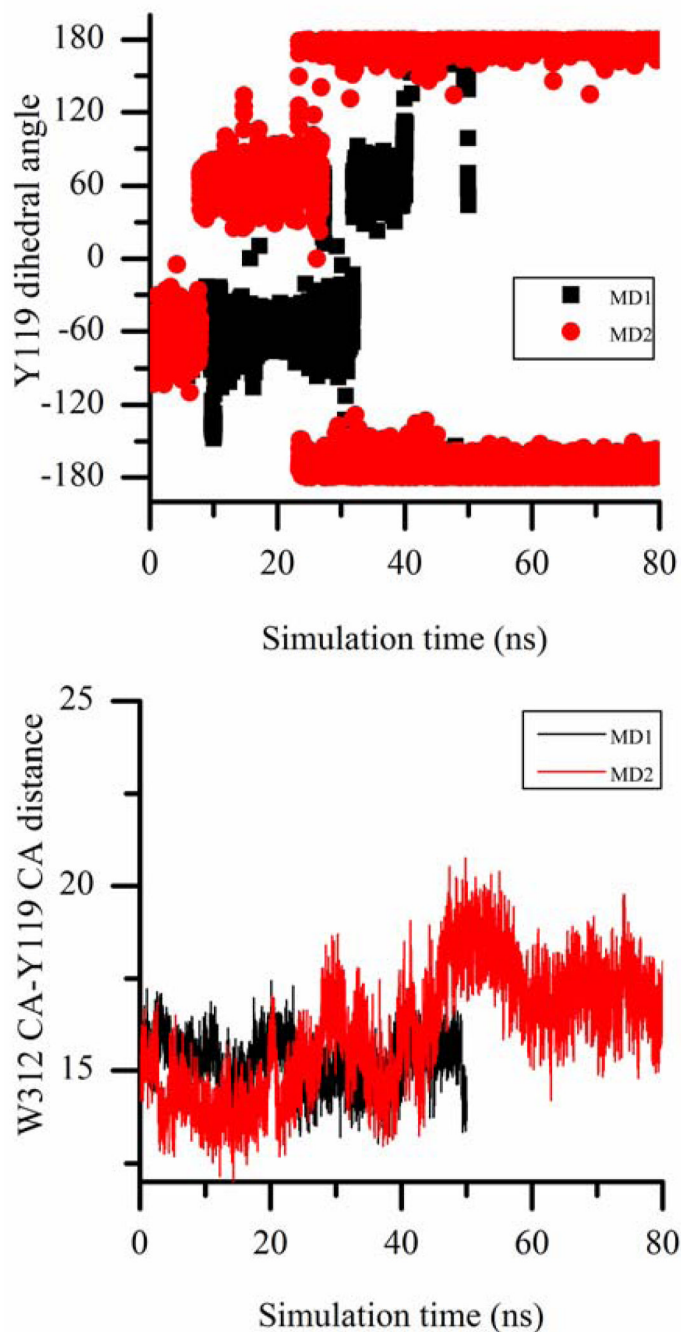 180
120
60
0
-60
-120
-180
Y119 dihedral angle
MD1
MD2
0 20 40 60 80
Simulation time (ns)
25
20
15
W312 CA-Y119 CA distance
MD1
MD2
0 20 40 60 80
Simulation time (ns)